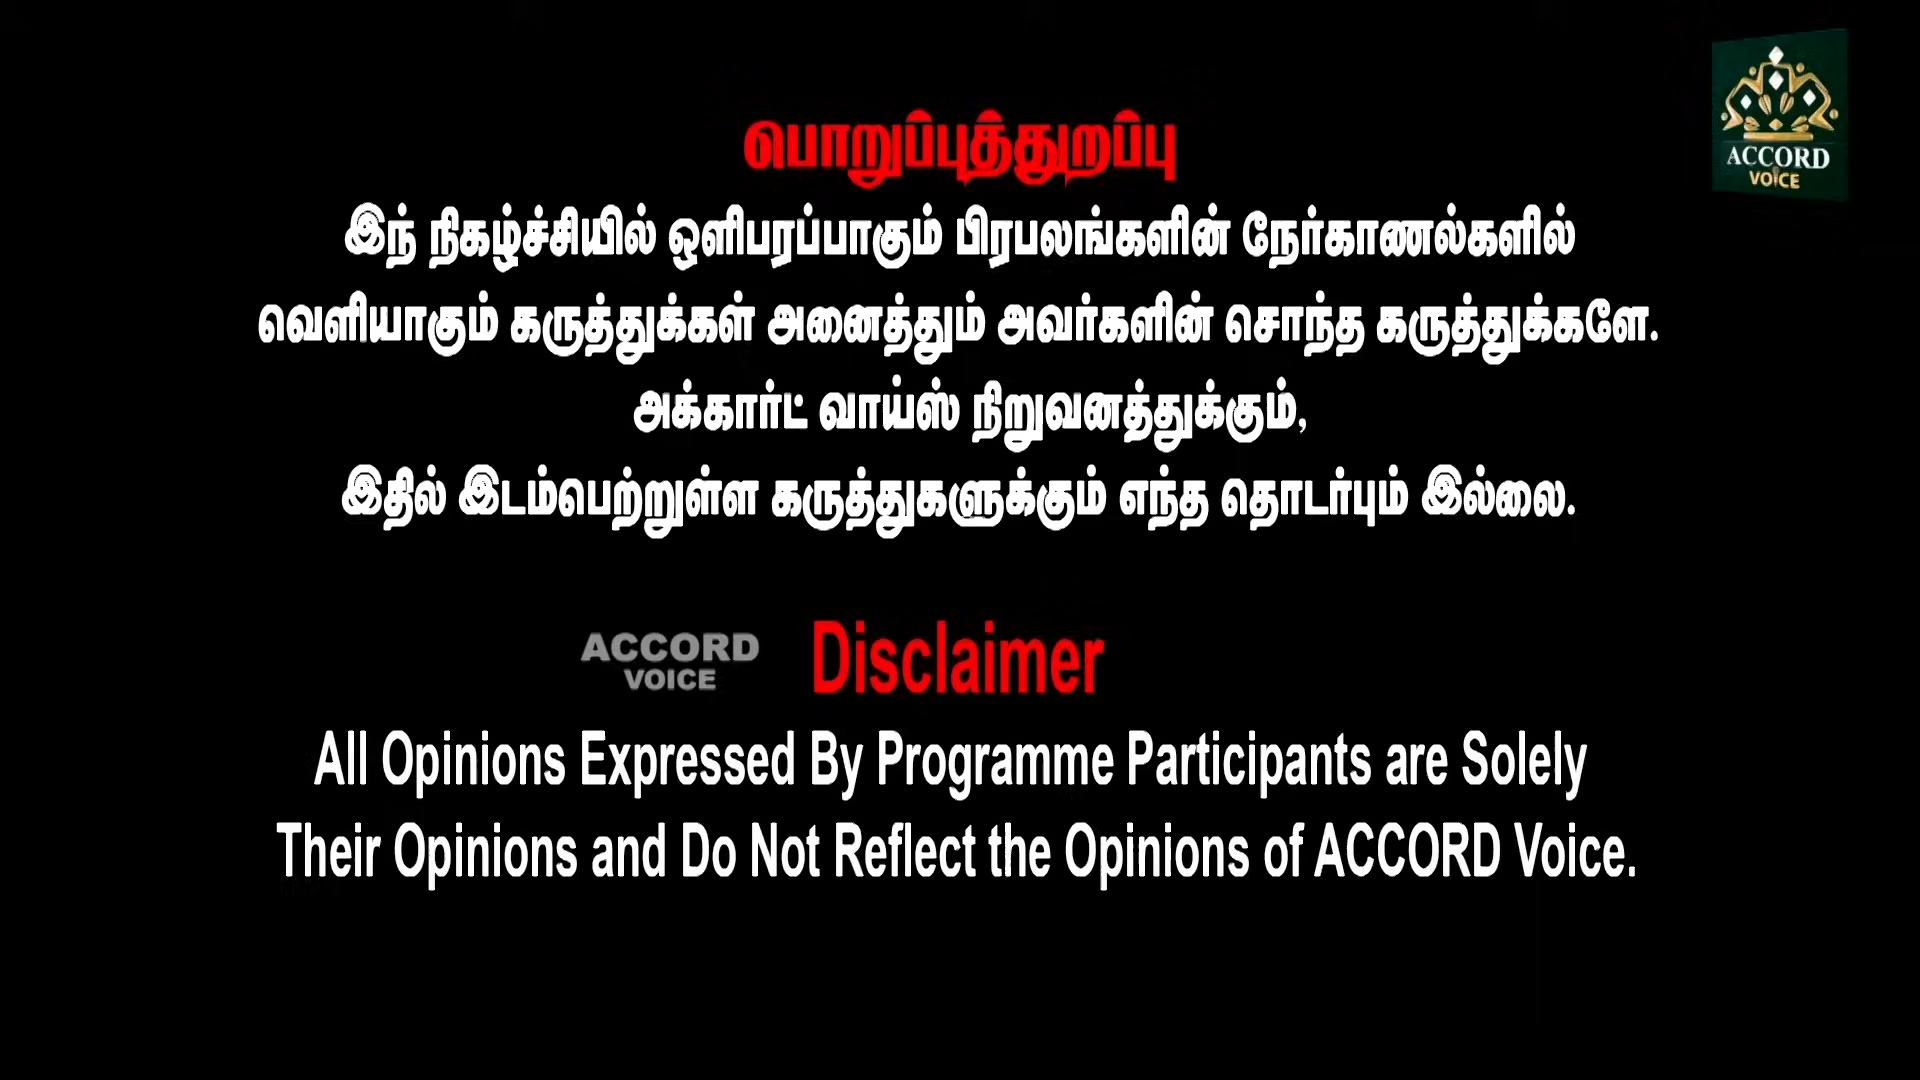 ACCORD
VOICE
பொறுப்புத்துறப்பு
இந் நிகழ்ச்சியில் ஒளிபரப்பாகும் பிரபலங்களின் நேர்காணல்களில்
வெளியாகும் கருத்துக்கள் அனைத்தும் அவர்களின் சொந்த கருத்துக்களே.
அக்கார்ட் வாய்ஸ் நிறுவனத்துக்கும்,
இதில் இடம்பெற்றுள்ள கருத்துகளுக்கும் எந்த தொடர்பும் இல்லை.
ACCORD
VOICE
Disclaimer
All Opinions Expressed By Programme Participants are Solely
Their Opinions and Do Not Reflect the Opinions of ACCORD Voice.